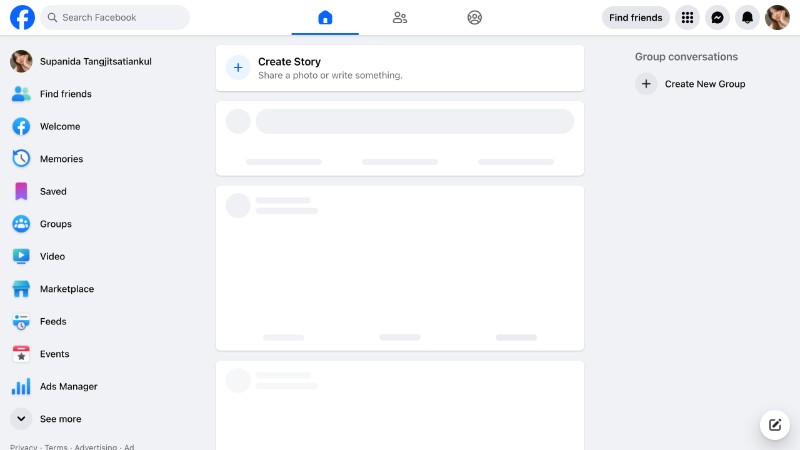 Search Facebook
Find friends
Supanida Tangjitsatiankul
Find friends
Welcome
Memories
Saved
Groups
Video
Marketplace
Feeds
Events
Ads Manager
See more
Privacy · Terms · Advertising · Ad
Create Story
Share a photo or write something.
Group conversations
Create New Group